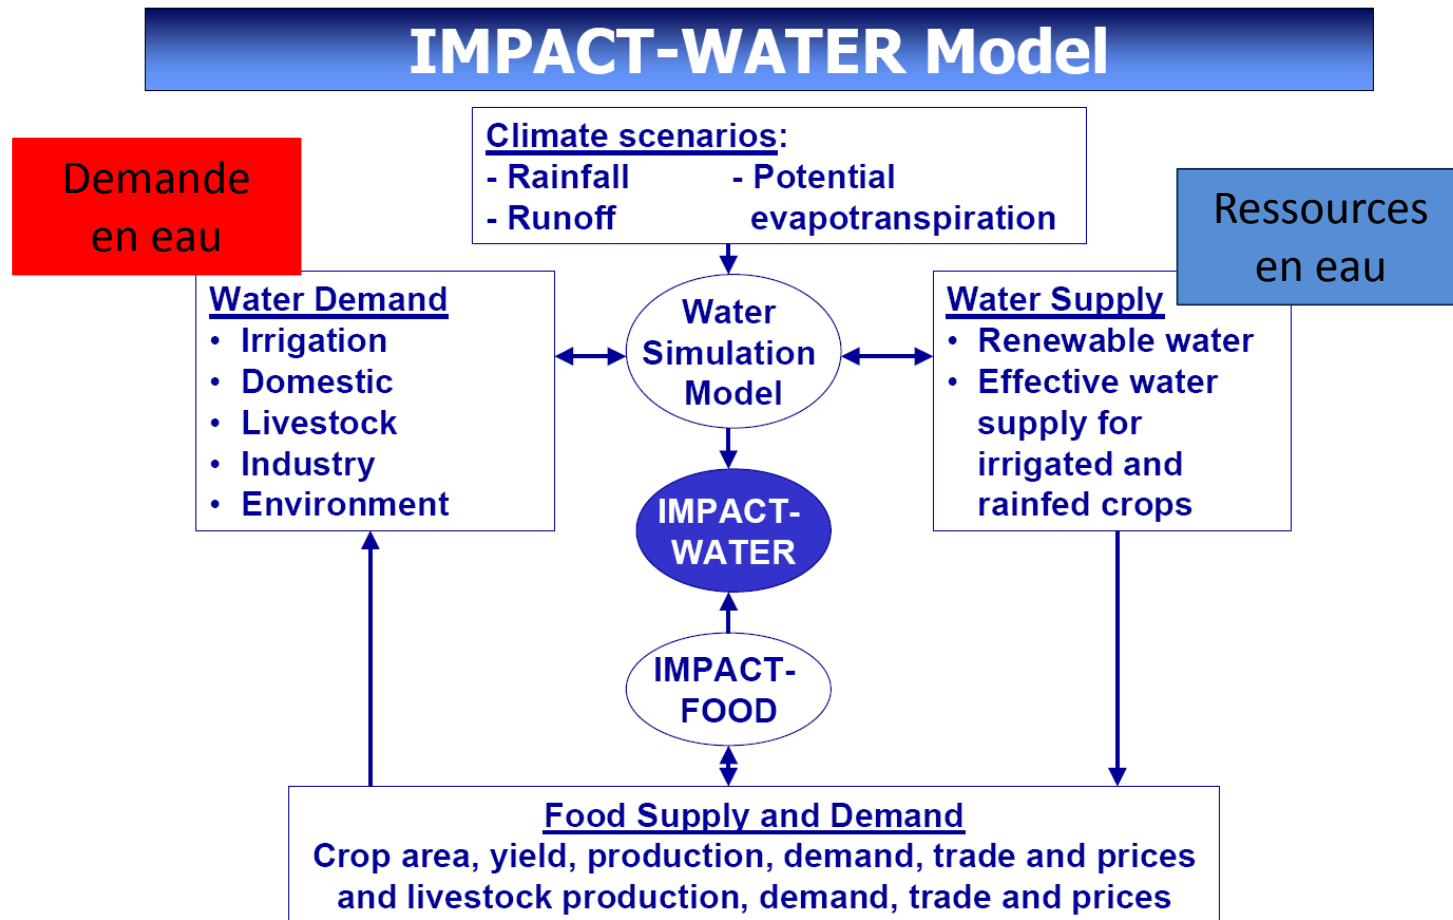 IMPACT-WATER Model
Climate scenarios:
- Rainfall - Potential
- Runoff evapotranspiration
Demande
en eau
Ressources
en eau
Water Demand
• Irrigation
• Domestic
• Livestock
• Industry
• Environment
Water
Simulation
Model
Water Supply
• Renewable water
• Effective water
supply for
irrigated and
rainfed crops
IMPACT-
WATER
IMPACT-
FOOD
Food Supply and Demand
Crop area, yield, production, demand, trade and prices
and livestock production, demand, trade and prices